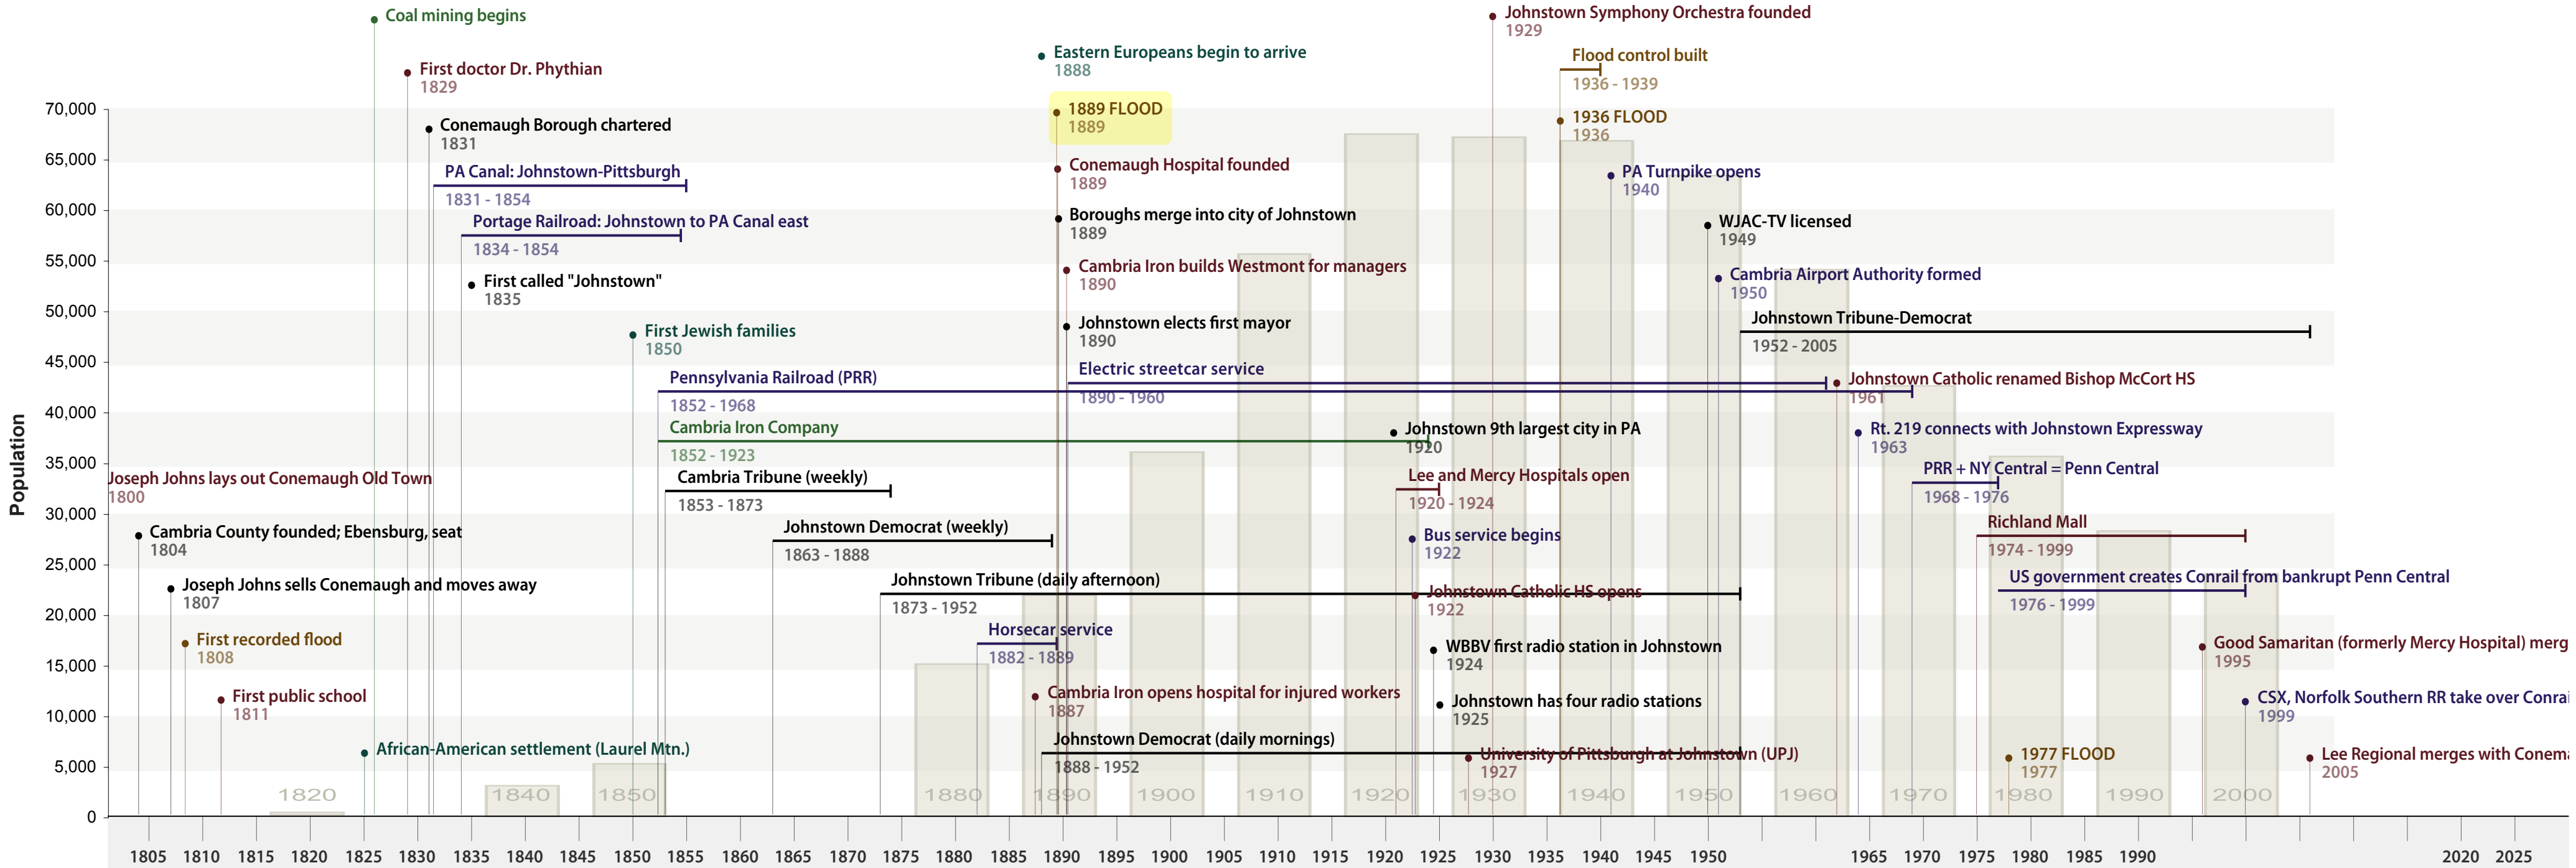 Coal mining begins
Johnstown Symphony Orchestra founded
1929
Eastern Europeans begin to arrive
1888
Flood control built
1936 - 1939
First doctor Dr. Phythian
1829
70,000
1889 FLOOD
1889
1936 FLOOD
1936
Conemaugh Borough chartered
1831
65,000
Conemaugh Hospital founded
1889
PA Canal: Johnstown-Pittsburgh
1831 - 1854
PA Turnpike opens
1940
60,000
Boroughs merge into city of Johnstown
1889
Portage Railroad: Johnstown to PA Canal east
1834 - 1854
WJAC-TV licensed
1949
55,000
Cambria Iron builds Westmont for managers
1890
Cambria Airport Authority formed
1950
First called "Johnstown"
1835
50,000
Johnstown Tribune-Democrat
1952 - 2005
Johnstown elects first mayor
1890
First Jewish families
1850
45,000
Electric streetcar service
1890 - 1960
Pennsylvania Railroad (PRR)
1852 - 1968
Johnstown Catholic renamed Bishop McCort HS
1961
40,000
Cambria Iron Company
1852 - 1923
Johnstown 9th largest city in PA
1920
Rt. 219 connects with Johnstown Expressway
1963
Population
35,000
PRR + NY Central = Penn Central
1968 - 1976
Joseph Johns lays out Conemaugh Old Town
1800
Cambria Tribune (weekly)
1853 - 1873
Lee and Mercy Hospitals open
1920 - 1924
30,000
Richland Mall
1974 - 1999
Cambria County founded; Ebensburg, seat
1804
Johnstown Democrat (weekly)
1863 - 1888
Bus service begins
1922
25,000
US government creates Conrail from bankrupt Penn Central
1976 - 1999
Joseph Johns sells Conemaugh and moves away
1807
Johnstown Tribune (daily afternoon)
1873 - 1952
Johnstown Catholic HS opens
1922
20,000
Horsecar service
1882 - 1889
First recorded flood
1808
WBBV first radio station in Johnstown
1924
Good Samaritan (formerly Mercy Hospital) merg
1995
15,000
First public school
1811
Cambria Iron opens hospital for injured workers
1887
Johnstown has four radio stations
1925
CSX, Norfolk Southern RR take over Conrai
1999
10,000
African-American settlement (Laurel Mtn.)
Johnstown Democrat (daily mornings)
1888 - 1952
University of Pittsburgh at Johnstown (UPJ)
1927
1977 FLOOD
1977
Lee Regional merges with Conema
2005
5,000
1820 1840 1850 1880 1890 1900 1910 1920 1930 1940 1950 1960 1970 1980 1990 2000
0
1805 1810 1815 1820 1825 1830 1835 1840 1845 1850 1855 1860 1865 1870 1875 1880 1885 1890 1895 1900 1905 1910 1915 1920 1925 1930 1935 1940 1945 1950 1965 1970 1975 1980 1985 1990 2020 2025